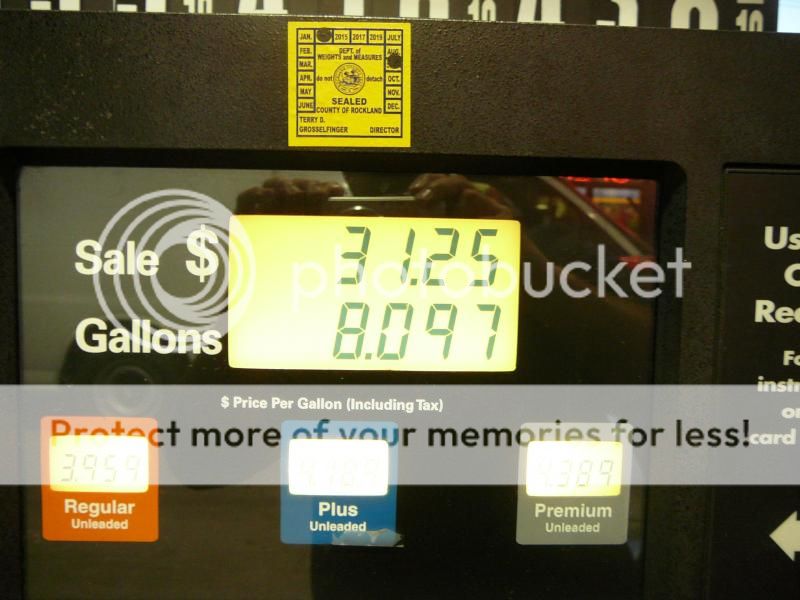 JAN. 2015 2017 2019 JULY
FEB. DEPT. of AUG.
MAR. WEIGHTS and MEASURES
APR. do not detach OCT.
MAY NOV.
JUNE SEALED DEC.
COUNTY OF ROCKLAND
TERRY D.
GROSSELFINGER DIRECTOR
Sale $ 31.25
Gallons 8.097
photobucket
$ Price Per Gallon (Including Tax)
Protect more of your memories for less!
3.959 4.189 4.389
Regular Plus Premium
Unleaded Unleaded Unleaded
card